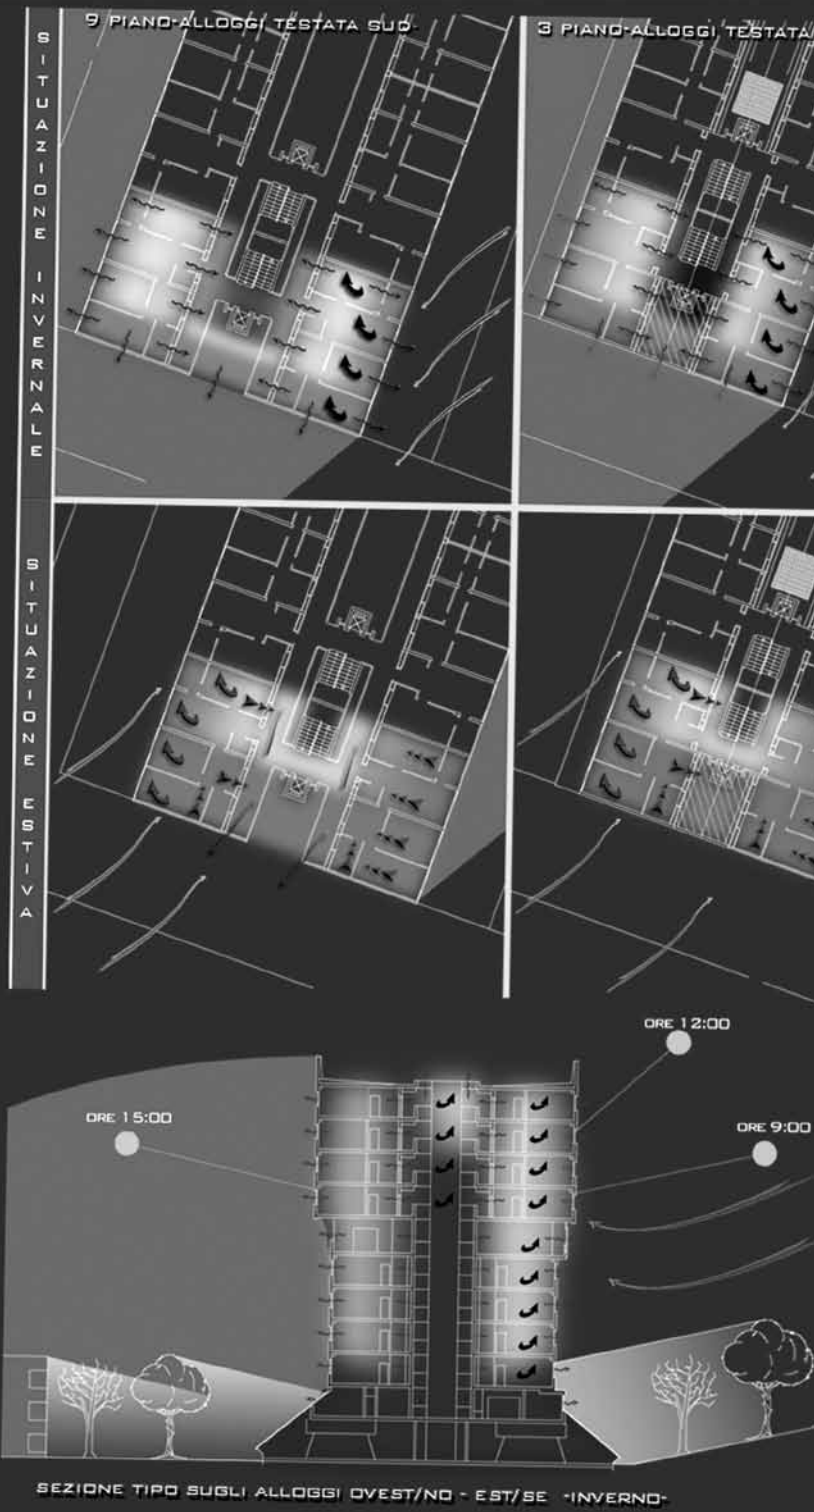 9 PIANO-ALLOGGI TESTATA SUD-
3 PIANO-ALLOGGI TESTATA
SITUAZIONE INVERNALE
SITUAZIONE ESTIVA
ORE 12:00
ORE 15:00
ORE 9:00
SEZIONE TIPO SUGLI ALLOGGI OVEST/NO - EST/SE -INVERNO-